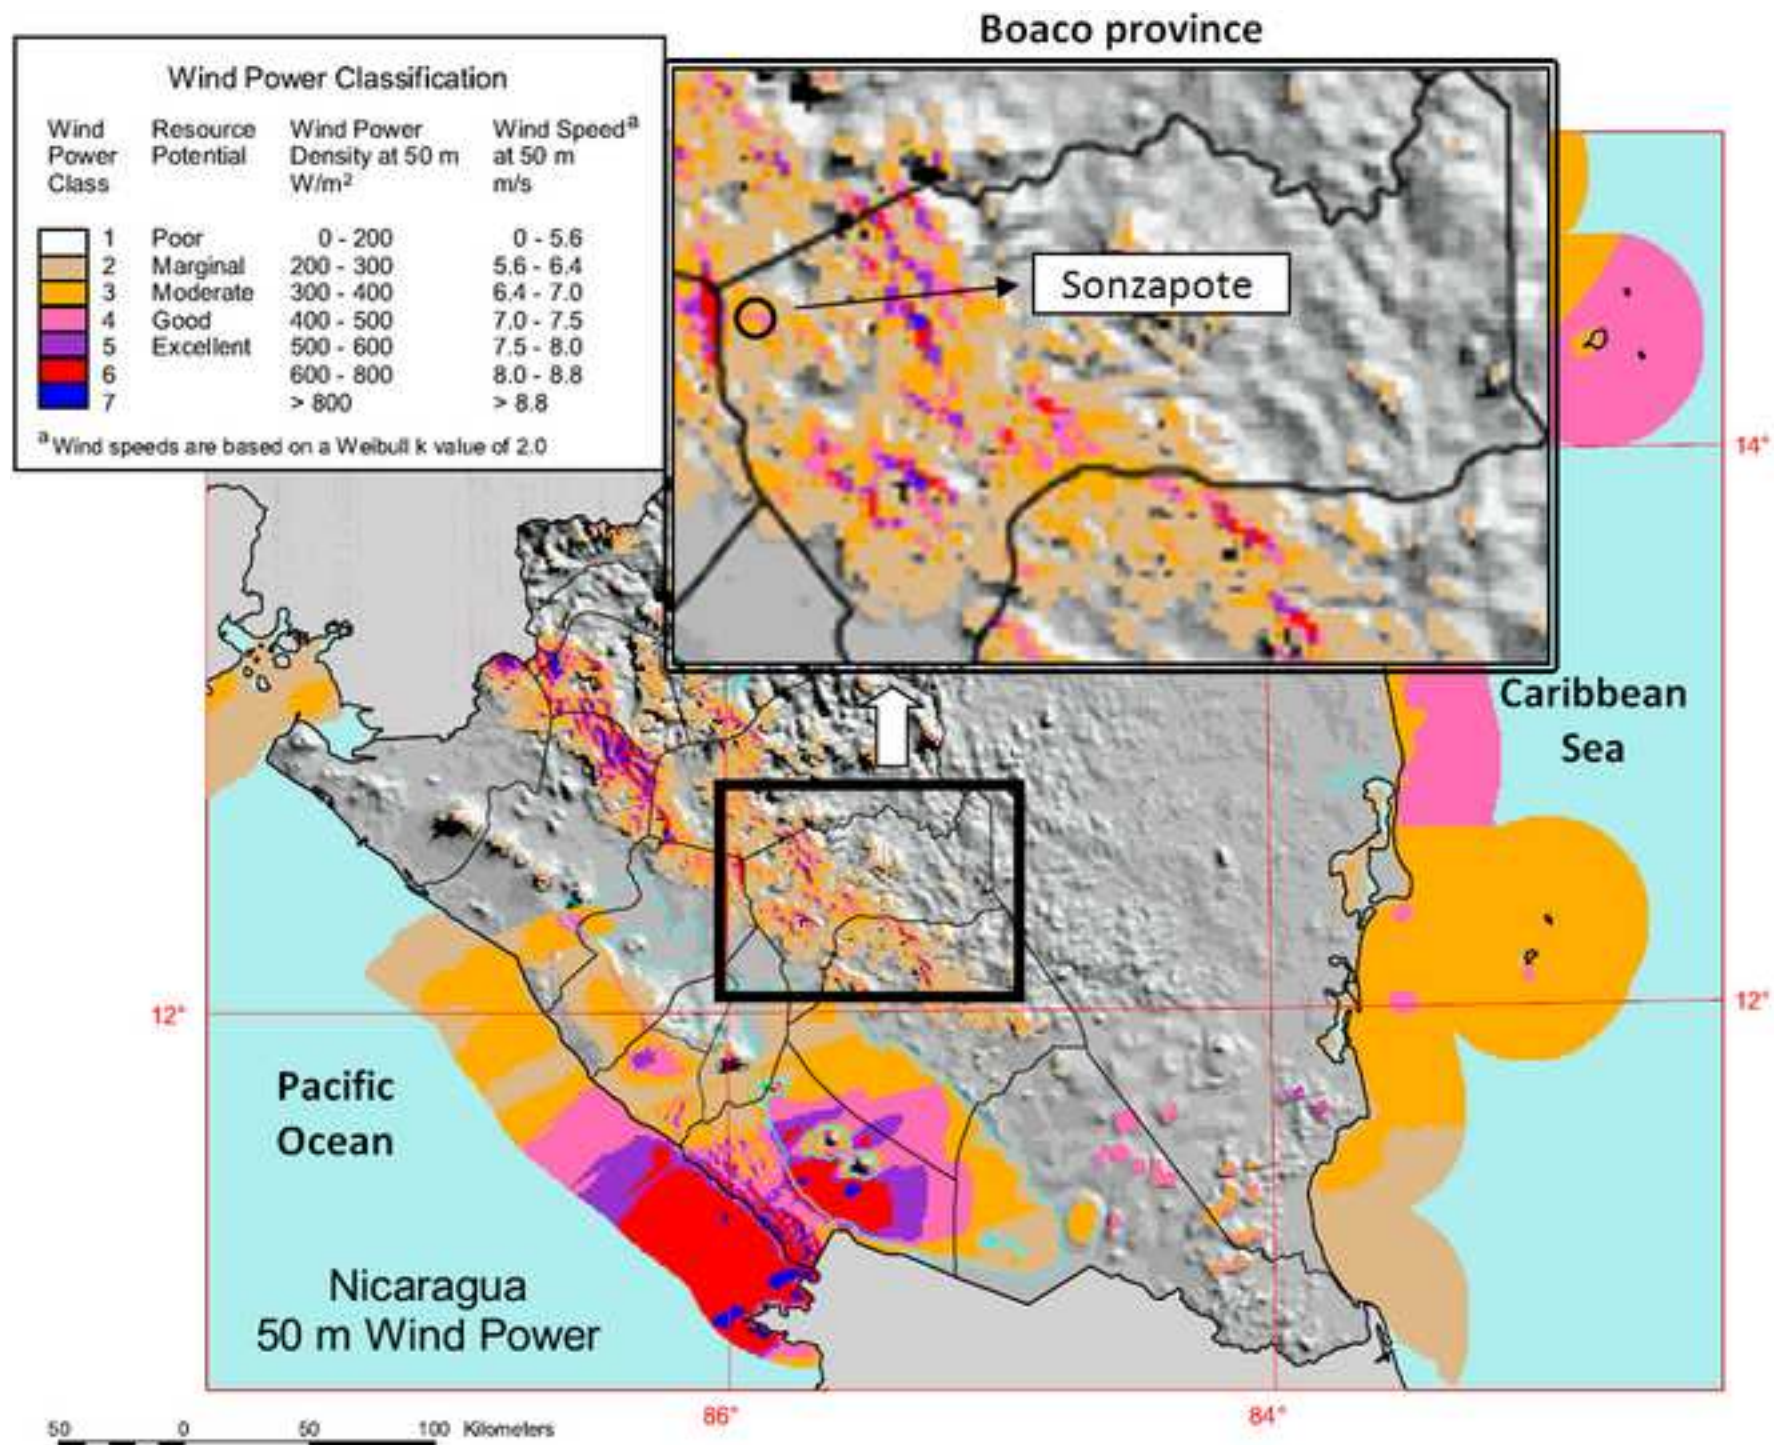 Boaco province
Wind Power Classification
Wind Power Class Resource Potential Wind Power Density at 50 m W/m² Wind Speedᵃ at 50 m m/s
1 Poor 0 - 200 0 - 5.6
2 Marginal 200 - 300 5.6 - 6.4
3 Moderate 300 - 400 6.4 - 7.0
4 Good 400 - 500 7.0 - 7.5
5 Excellent 500 - 600 7.5 - 8.0
6 600 - 800 8.0 - 8.8
7 > 800 > 8.8
ᵃ Wind speeds are based on a Weibull k value of 2.0
Sonzapote
14°
Caribbean
Sea
12°
12°
Pacific
Ocean
Nicaragua
50 m Wind Power
86°
84°
50 0 50 100 Kilometers